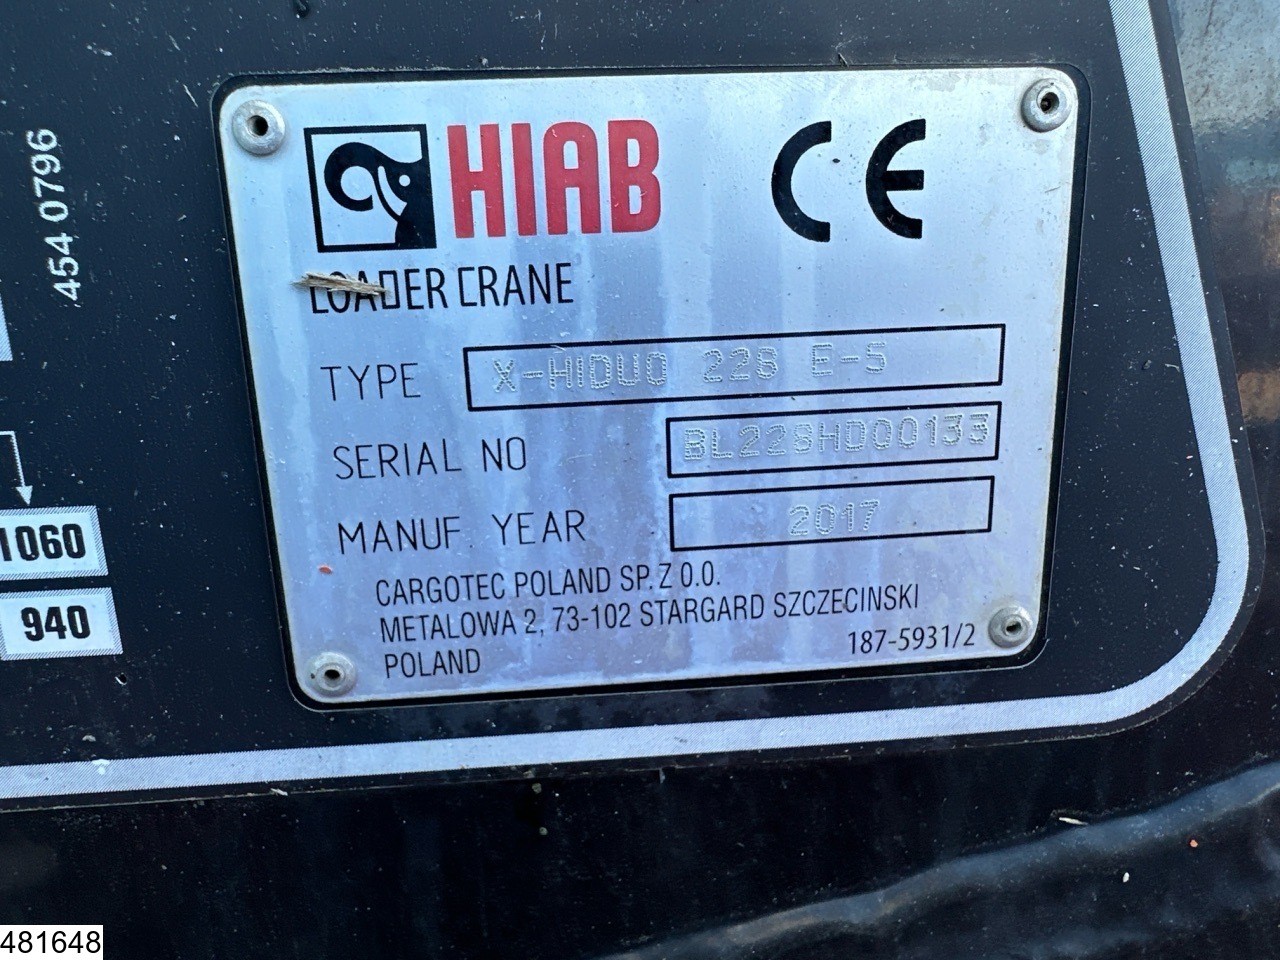 454 0796
HIAB CE
LOADER CRANE
TYPE X-HIDUO 228 E-5
SERIAL NO BL228HD00133
MANUF. YEAR 2017
CARGOTEC POLAND SP. Z O.O.
METALOWA 2, 73-102 STARGARD SZCZECINSKI
POLAND
187-5931/2
1060
940
481648